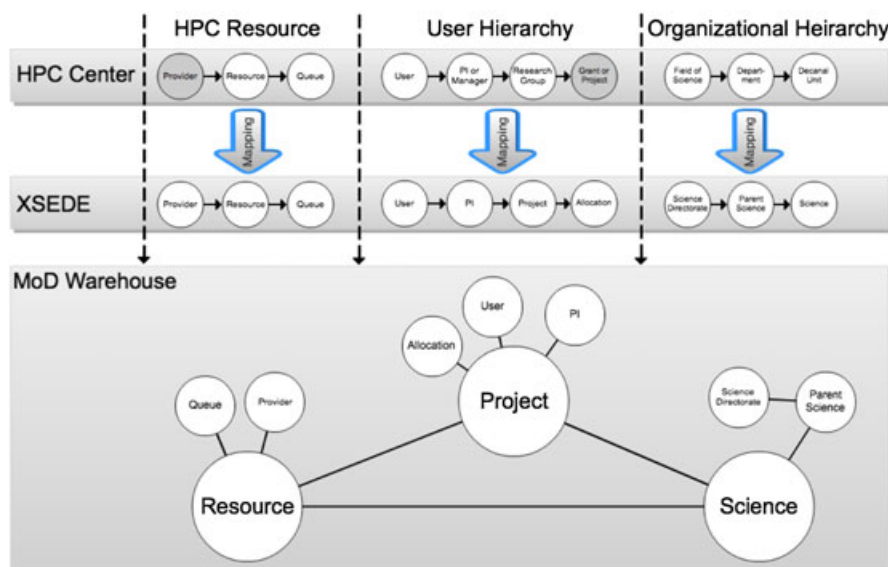 HPC Resource
User Hierarchy
Organizational Heirarchy
HPC Center
Provider
Resource
Queue
User
PI or
Manager
Research
Group
Grant or
Project
Field of
Science
Depart-
ment
Decanal
Unit
Mapping
Mapping
Mapping
XSEDE
Provider
Resource
Queue
User
PI
Project
Allocation
Science
Directorate
Parent
Science
Science
MoD Warehouse
User
PI
Allocation
Project
Queue
Provider
Science
Directorate
Parent
Science
Resource
Science